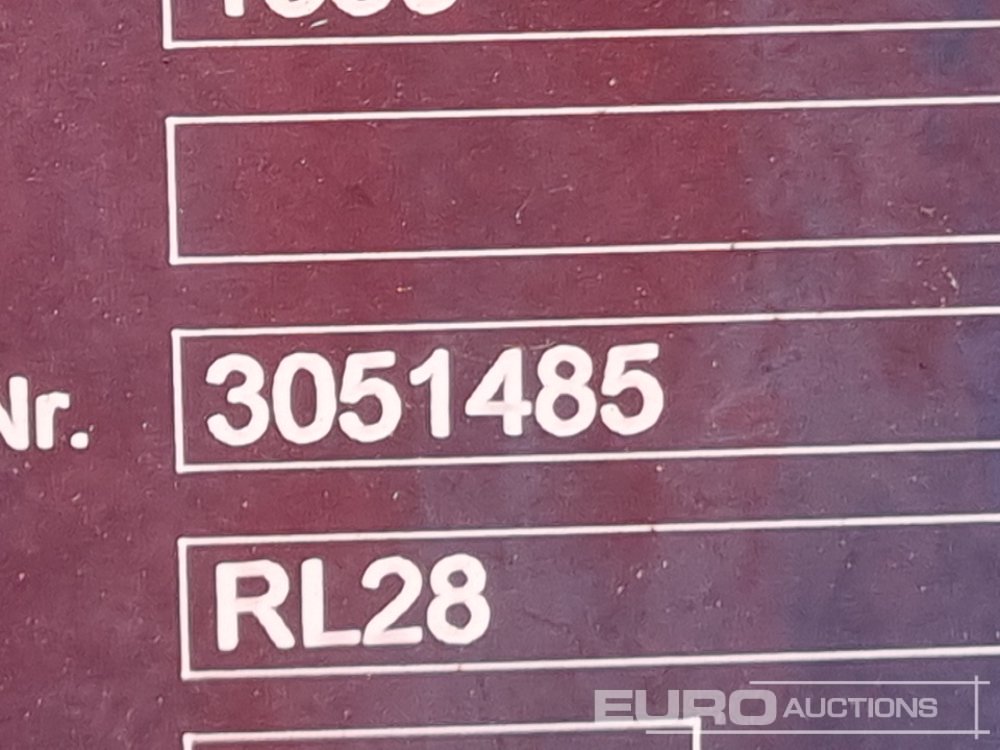 Nr. 3051485
RL28
EURO AUCTIONS